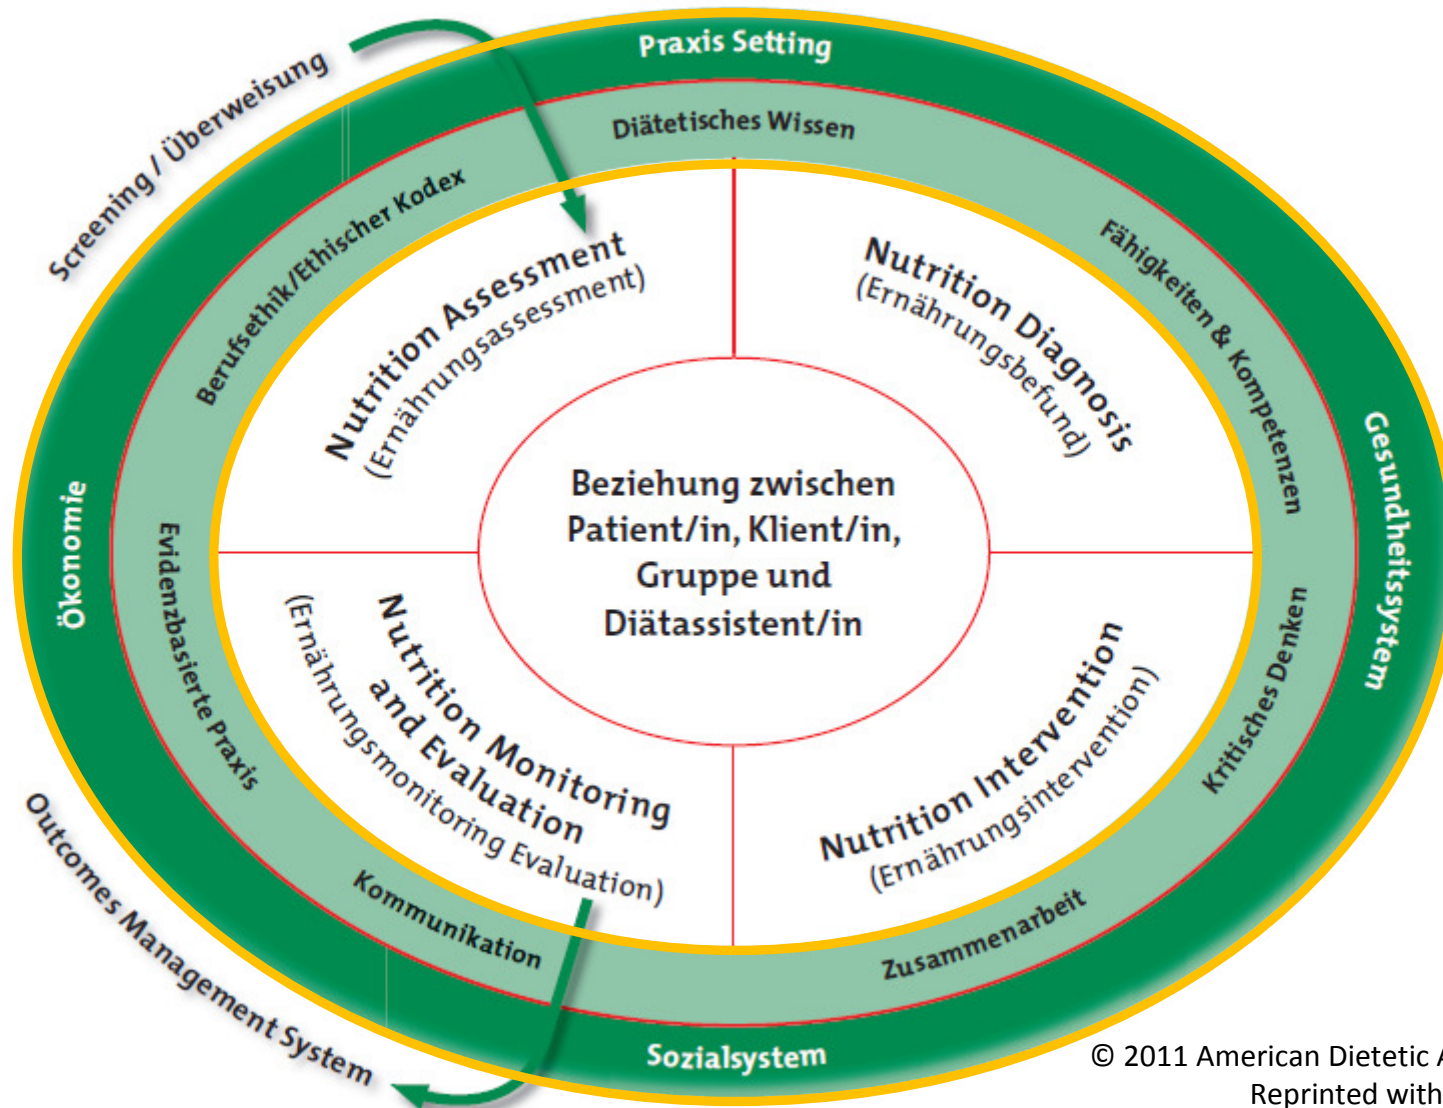 Praxis Setting
Diätetisches Wissen
Screening / Überweisung
Berufsethik/Ethischer Kodex
Fähigkeiten & Kompetenzen
Nutrition Assessment
(Ernährungsassessment)
Nutrition Diagnosis
(Ernährungsbefund)
Gesundheitssystem
Ökonomie
Beziehung zwischen
Patient/in, Klient/in,
Gruppe und
Diätassistent/in
Evidenzbasierte Praxis
Nutrition Monitoring
and Evaluation
(Ernährungsmonitoring Evaluation)
Nutrition Intervention
(Ernährungsintervention)
Kritisches Denken
Kommunikation
Zusammenarbeit
Outcomes Management System
Sozialsystem
© 2011 American Dietetic A
Reprinted with